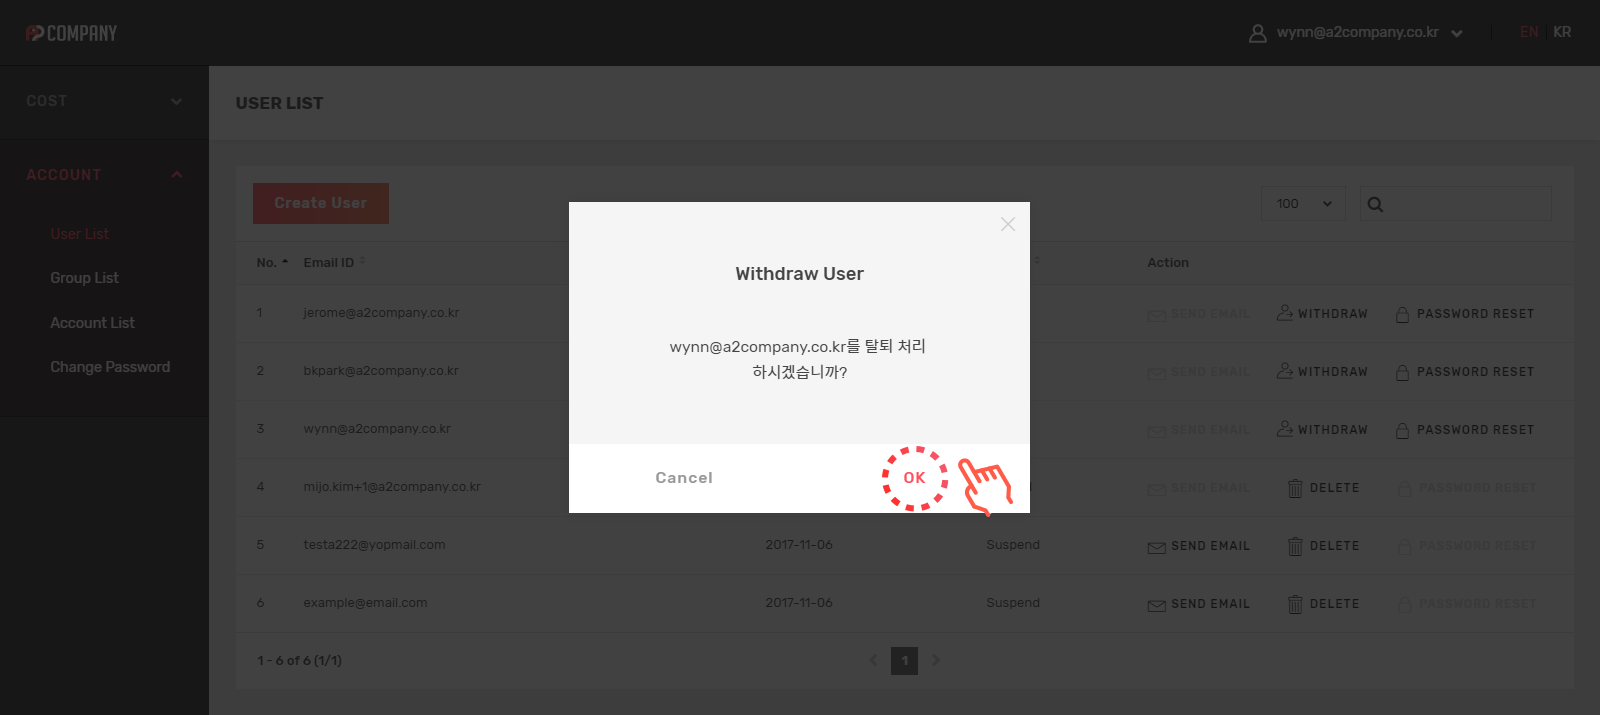 A2 COMPANY
wynn@a2company.co.kr
EN KR
COST
USER LIST
ACCOUNT
User List
Group List
Account List
Change Password
Create User
100
No. Email ID Action
1 jerome@a2company.co.kr SEND EMAIL WITHDRAW PASSWORD RESET
2 bkpark@a2company.co.kr SEND EMAIL WITHDRAW PASSWORD RESET
3 wynn@a2company.co.kr SEND EMAIL WITHDRAW PASSWORD RESET
4 mijo.kim+1@a2company.co.kr SEND EMAIL DELETE PASSWORD RESET
5 testa222@yopmail.com 2017-11-06 Suspend SEND EMAIL DELETE PASSWORD RESET
6 example@email.com 2017-11-06 Suspend SEND EMAIL DELETE PASSWORD RESET
1 - 6 of 6 (1/1)
1
Withdraw User
wynn@a2company.co.kr를 탈퇴 처리
하시겠습니까?
Cancel OK